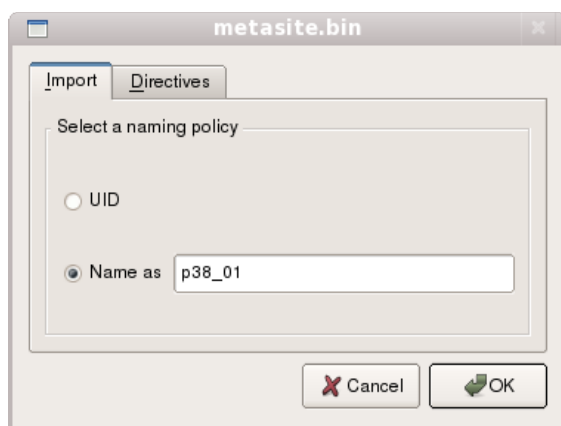 metasite.bin
Import Directives
Select a naming policy
UID
Name as p38_01
Cancel OK